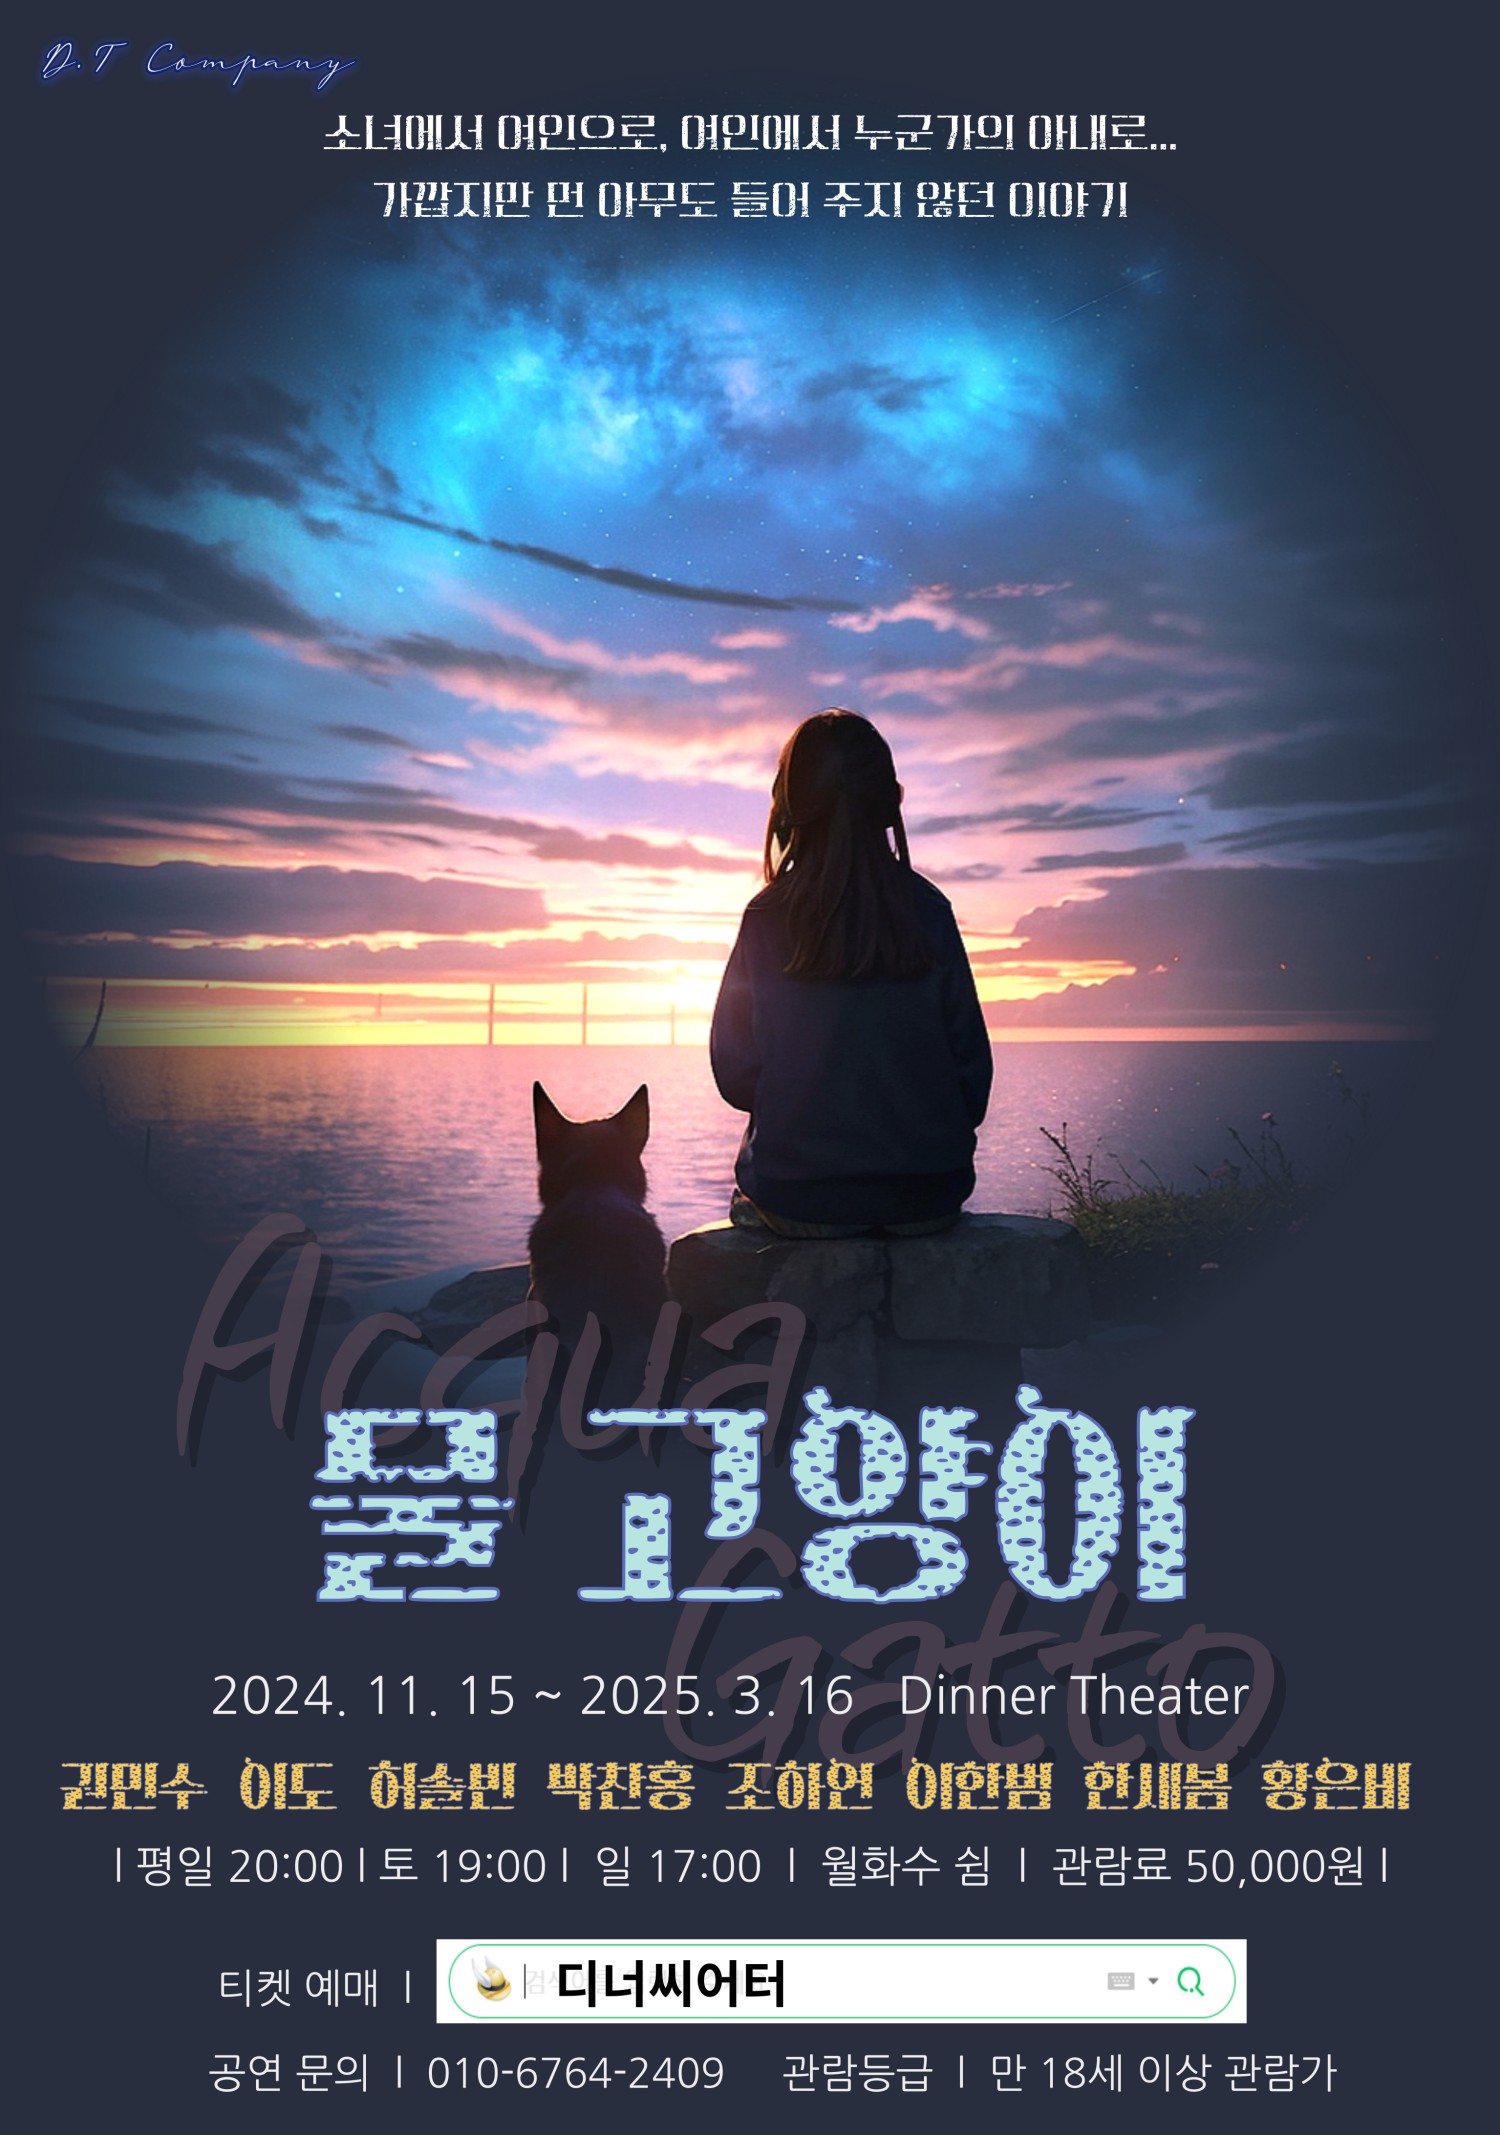 D.T Company
소녀에서 여인으로, 여인에서 누군가의 아내로...
가깝지만 먼 아무도 들어 주지 않던 이야기
Acqua
물고양이
Gatto
2024. 11. 15 ~ 2025. 3. 16 Dinner Theater
권민수 이도 허솔빈 박찬홍 조하연 이한범 한새봄 황은비
| 평일 20:00 | 토 19:00 | 일 17:00 | 월화수 쉼 | 관람료 50,000원 |
티켓 예매 | 디너씨어터
공연 문의 | 010-6764-2409 관람등급 | 만 18세 이상 관람가